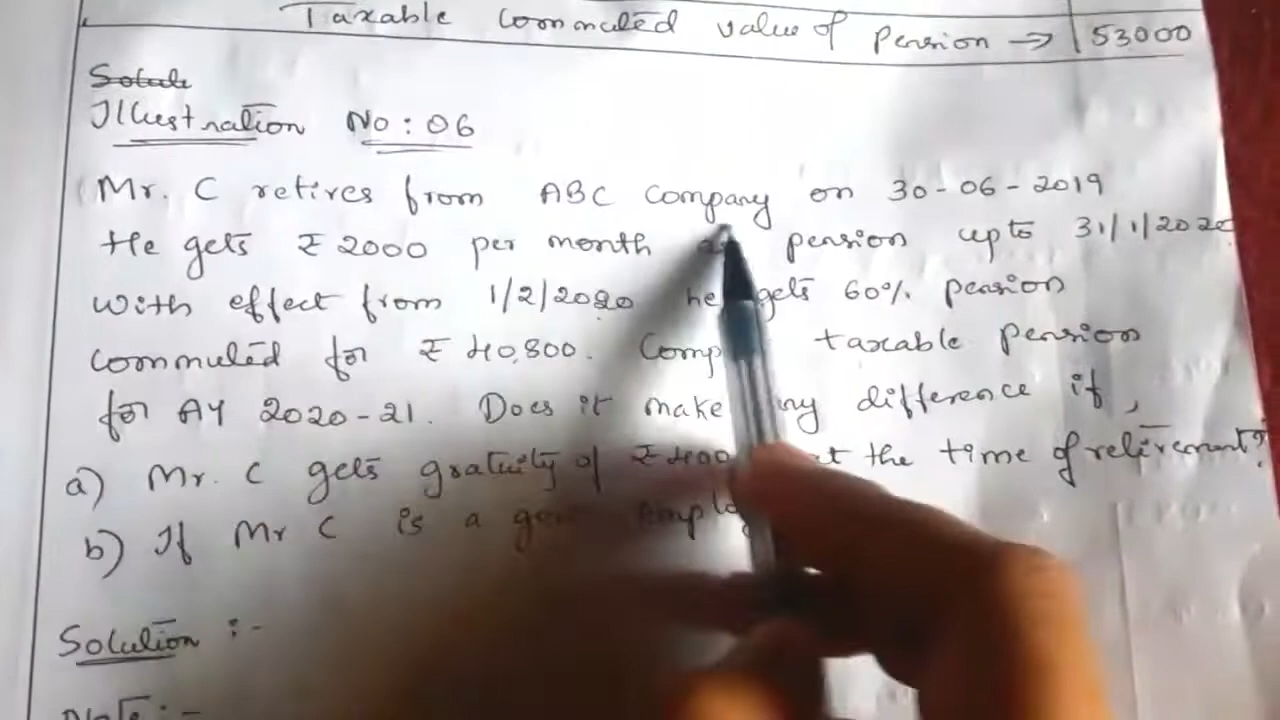 Taxable Commuted value of Pension → 53000
Solut
Illustration No: 06
Mr. C retires from ABC Company on 30-06-2019
He gets ₹ 2000 per month pension upto 31/1/2020
With effect from 1/2/2020 he gets 60% pension
Commuted for ₹ 40,800. Comp taxable Pension
for AY 2020-21. Does it make any difference if,
a) Mr. C gets gratuity of at the time of retirement?
b) If Mr C is a
Solution :-
Note :-